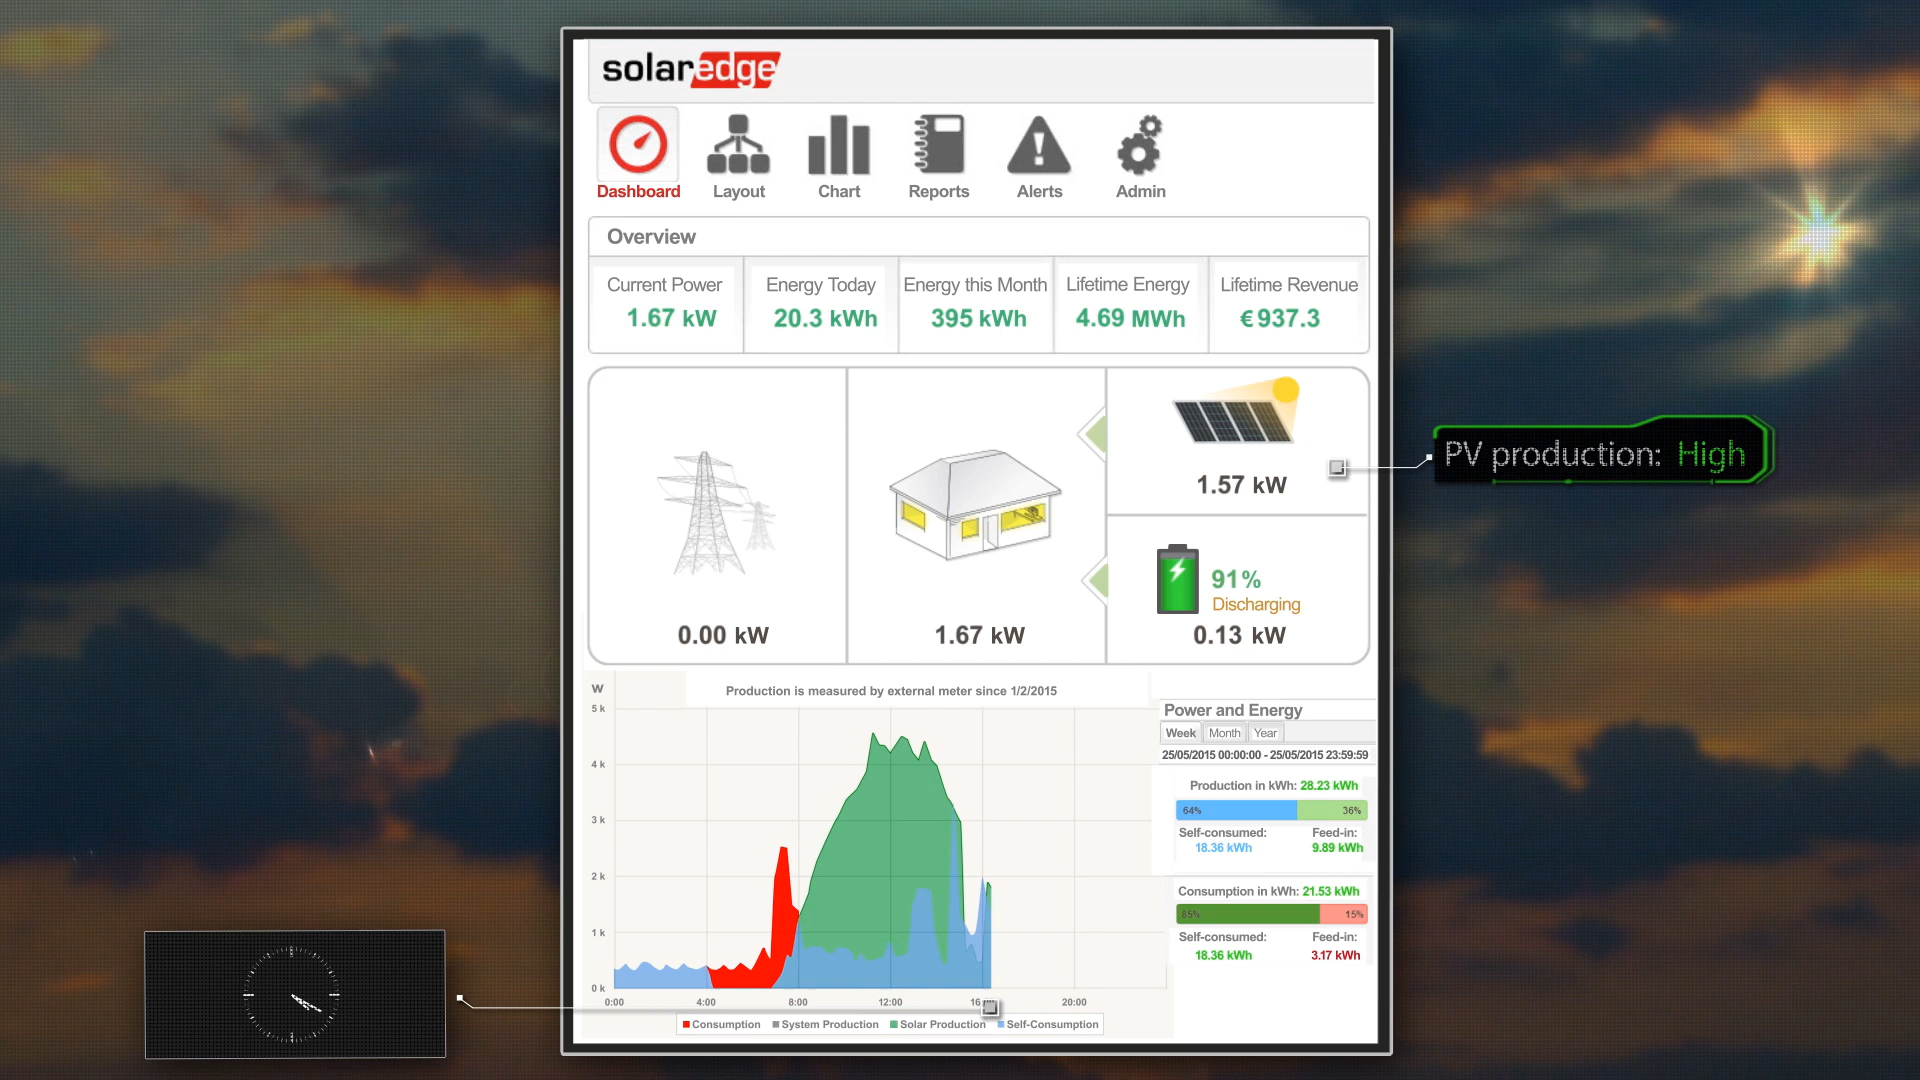 solaredge
Dashboard Layout Chart Reports Alerts Admin
Overview
Current Power Energy Today Energy this Month Lifetime Energy Lifetime Revenue
1.67 kW 20.3 kWh 395 kWh 4.69 MWh €937.3
1.57 kW
PV production: High
91%
Discharging
0.00 kW 1.67 kW 0.13 kW
W
Production is measured by external meter since 1/2/2015
5 k
4 k
3 k
2 k
1 k
0 k
0:00 4:00 8:00 12:00 16 20:00
Consumption System Production Solar Production Self-Consumption
Power and Energy
Week Month Year
25/05/2015 00:00:00 - 25/05/2015 23:59:59
Production in kWh: 28.23 kWh
64% 36%
Self-consumed: Feed-in:
18.36 kWh 9.89 kWh
Consumption in kWh: 21.53 kWh
85% 15%
Self-consumed: Feed-in:
18.36 kWh 3.17 kWh